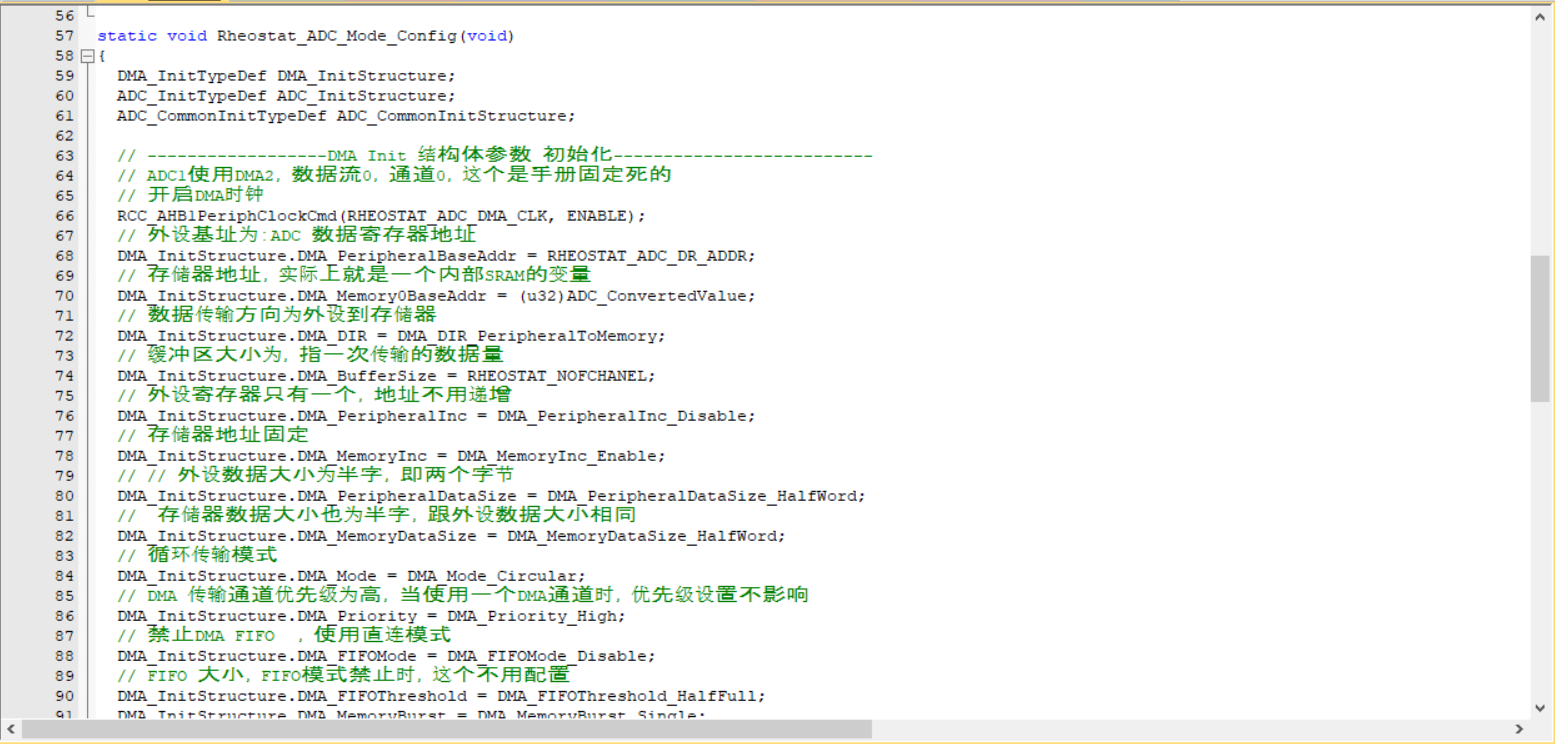 56
57 static void Rheostat_ADC_Mode_Config(void)
58 {
59 DMA_InitTypeDef DMA_InitStructure;
60 ADC_InitTypeDef ADC_InitStructure;
61 ADC_CommonInitTypeDef ADC_CommonInitStructure;
62
63 // ------------------DMA Init 结构体参数 初始化--------------------------
64 // ADC1使用DMA2, 数据流0, 通道0, 这个是手册固定死的
65 // 开启DMA时钟
66 RCC_AHB1PeriphClockCmd(RHEOSTAT_ADC_DMA_CLK, ENABLE);
67 // 外设基址为:ADC 数据寄存器地址
68 DMA_InitStructure.DMA_PeripheralBaseAddr = RHEOSTAT_ADC_DR_ADDR;
69 // 存储器地址, 实际上就是一个内部SRAM的变量
70 DMA_InitStructure.DMA_Memory0BaseAddr = (u32)ADC_ConvertedValue;
71 // 数据传输方向为外设到存储器
72 DMA_InitStructure.DMA_DIR = DMA_DIR_PeripheralToMemory;
73 // 缓冲区大小为, 指一次传输的数据量
74 DMA_InitStructure.DMA_BufferSize = RHEOSTAT_NOFCHANEL;
75 // 外设寄存器只有一个, 地址不用递增
76 DMA_InitStructure.DMA_PeripheralInc = DMA_PeripheralInc_Disable;
77 // 存储器地址固定
78 DMA_InitStructure.DMA_MemoryInc = DMA_MemoryInc_Enable;
79 // // 外设数据大小为半字, 即两个字节
80 DMA_InitStructure.DMA_PeripheralDataSize = DMA_PeripheralDataSize_HalfWord;
81 // 存储器数据大小也为半字, 跟外设数据大小相同
82 DMA_InitStructure.DMA_MemoryDataSize = DMA_MemoryDataSize_HalfWord;
83 // 循环传输模式
84 DMA_InitStructure.DMA_Mode = DMA_Mode_Circular;
85 // DMA 传输通道优先级为高, 当使用一个DMA通道时, 优先级设置不影响
86 DMA_InitStructure.DMA_Priority = DMA_Priority_High;
87 // 禁止DMA FIFO , 使用直连模式
88 DMA_InitStructure.DMA_FIFOMode = DMA_FIFOMode_Disable;
89 // FIFO 大小, FIFO模式禁止时, 这个不用配置
90 DMA_InitStructure.DMA_FIFOThreshold = DMA_FIFOThreshold_HalfFull;
91 DMA_InitStructure.DMA_MemoryBurst = DMA_MemoryBurst_Single;